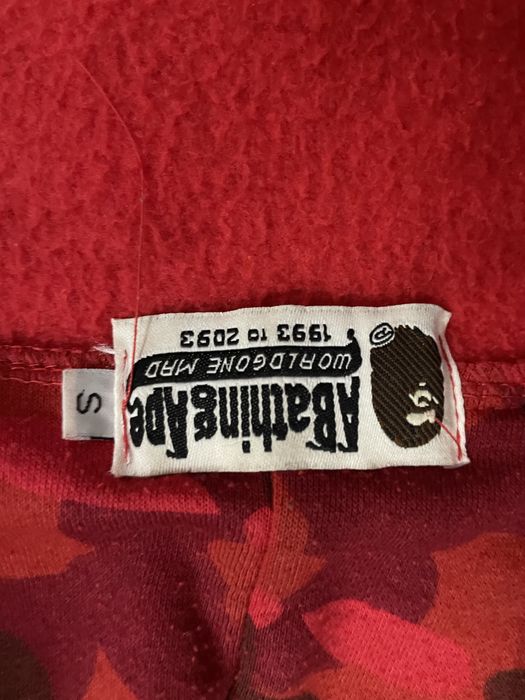 ABathingApe
WORLDGONE MAD
1993 TO 2093
®
S